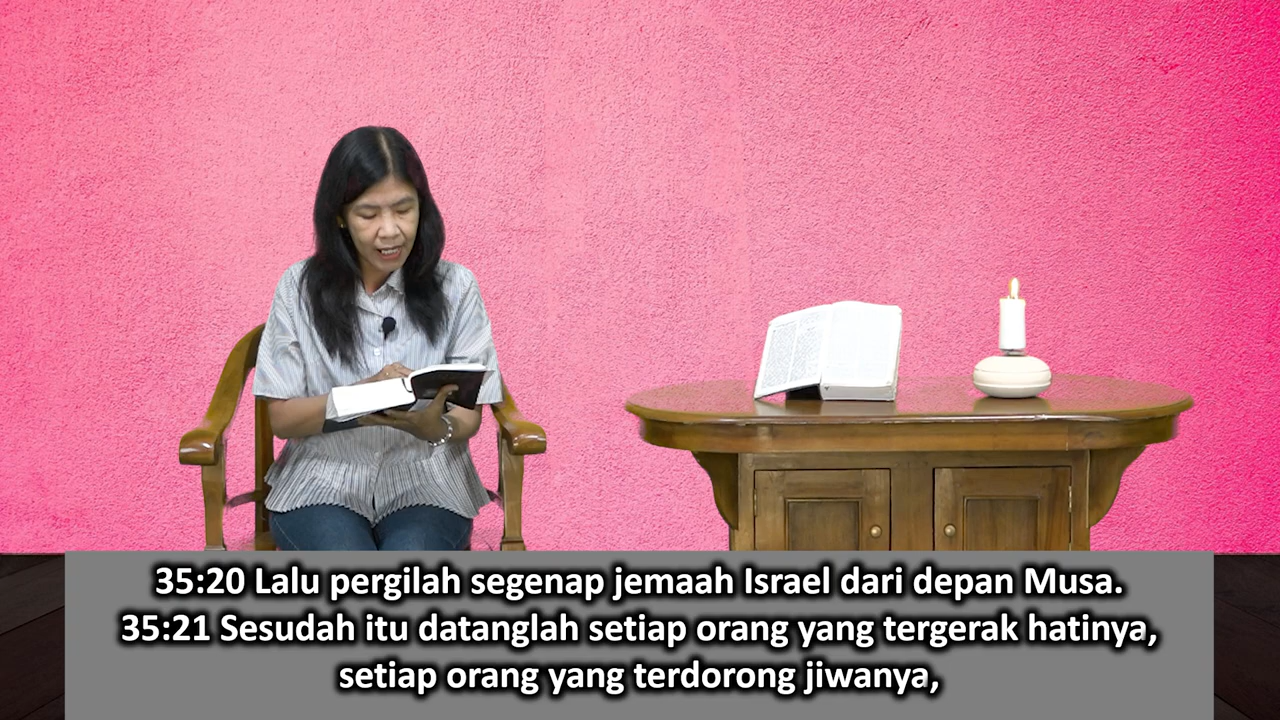 35:20 Lalu pergilah segenap jemaah Israel dari depan Musa.
35:21 Sesudah itu datanglah setiap orang yang tergerak hatinya,
setiap orang yang terdorong jiwanya,